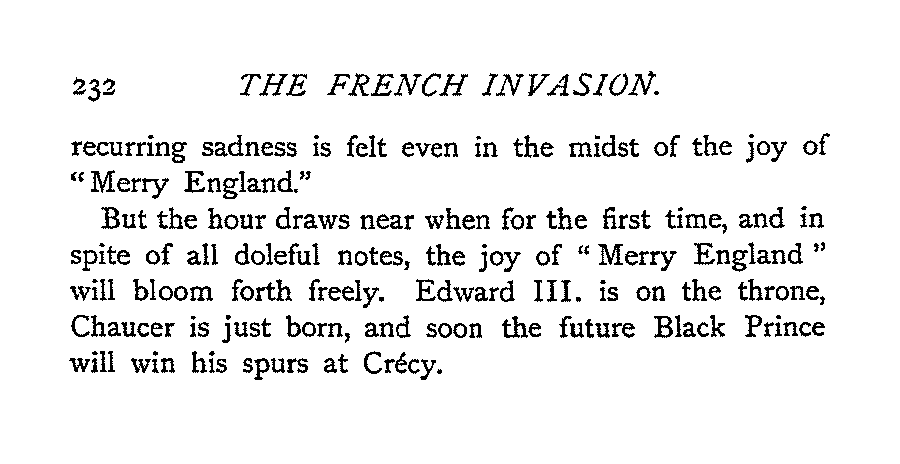 232 THE FRENCH INVASION.
recurring sadness is felt even in the midst of the joy of
“Merry England.”
But the hour draws near when for the first time, and in
spite of all doleful notes, the joy of “Merry England”
will bloom forth freely. Edward III. is on the throne,
Chaucer is just born, and soon the future Black Prince
will win his spurs at Crécy.